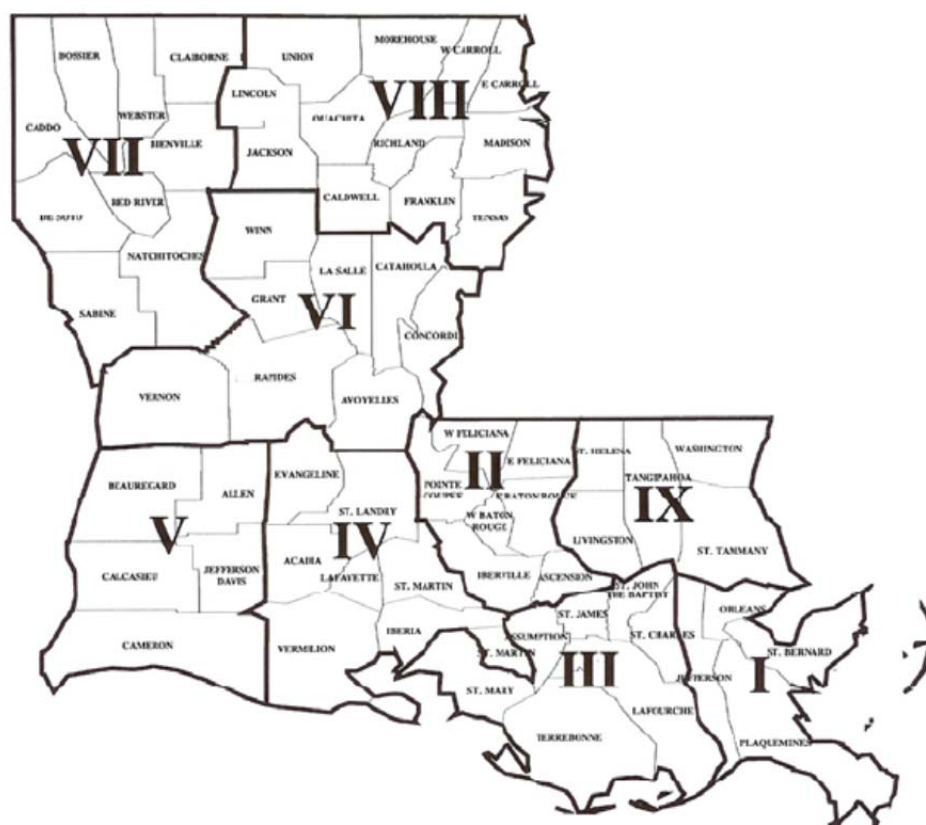 MOREHOUSE
BOSSIER
CLAIBORNE
UNION
W CARROLL
E CARROLL
LINCOLN
VIII
WEBSTER
OUACHITA
CADDO
RICHLAND
MADISON
BIENVILLE
VII
JACKSON
RED RIVER
CALDWELL
FRANKLIN
DE SOTO
TENSAS
WINN
NATCHITOCHES
LA SALLE
CATAHOULA
GRANT
SABINE
VI
CONCORDI
RAPIDES
VERNON
AVOYELLES
W FELICIANA
ST. HELENA
WASHINGTON
E FELICIANA
EVANGELINE
II
TANGIPAHOA
BEAUREGARD
ALLEN
POINTE
COUPEE
E BATON ROUGE
IX
ST. LANDRY
W BATON
ROUGE
V
IV
LIVINGSTON
ST. TAMMANY
ACADIA
JEFFERSON
DAVIS
CALCASIEU
LAFAYETTE
ST. MARTIN
IBERVILLE
ASCENSION
ST. JOHN
THE BAPTIST
ST. JAMES
ORLEANS
IBERIA
ASSUMPTION
ST. CHARLES
CAMERON
VERMILION
ST. MARTIN
ST. BERNARD
III
JEFFERSON
I
ST. MARY
LAFOURCHE
TERREBONNE
PLAQUEMINES